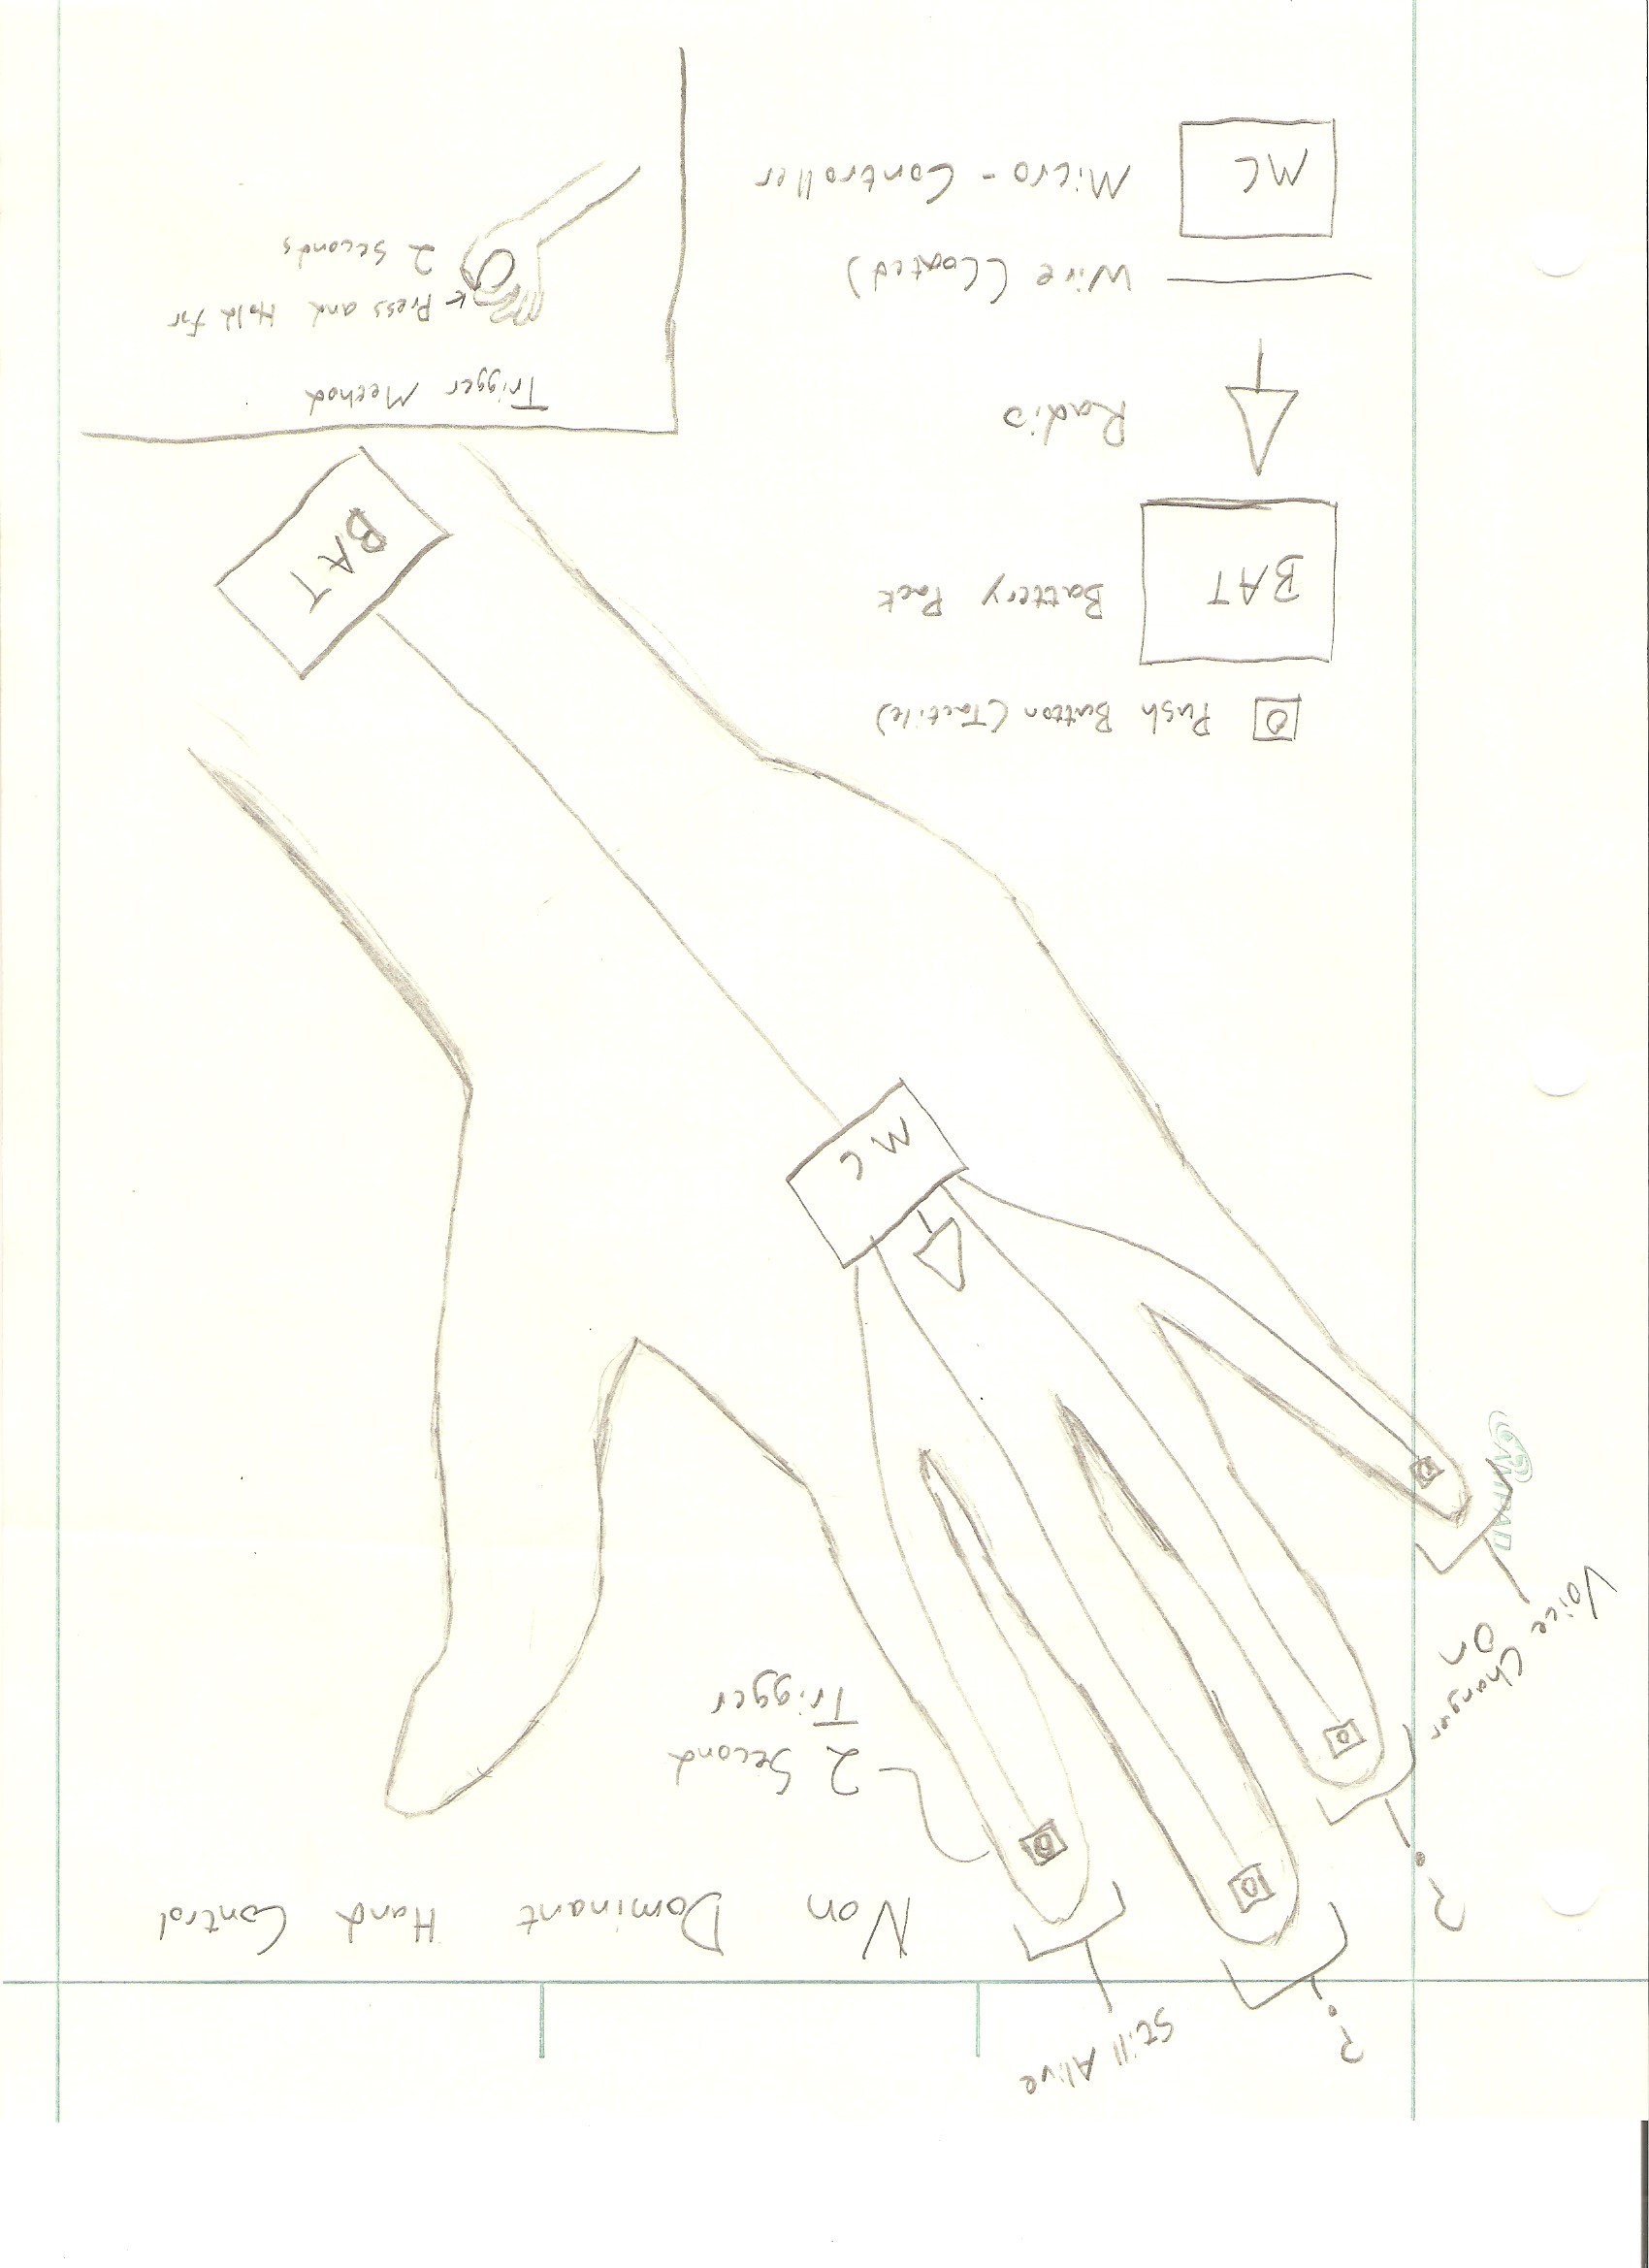 ?
Still Alive
?
Non Dominant Hand Control
2 Second
Trigger
Voice Changer
On
AMPAD
MC
BAT
Push Button (Tactile)
BAT
Battery Pack
Radio
Wire (Coated)
MC
Micro-Controller
Trigger Method
Press and Hold for
2 seconds